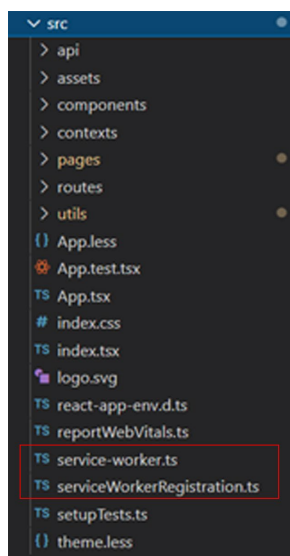 src
api
assets
components
contexts
pages
routes
utils
{} App.less
App.test.tsx
TS App.tsx
# index.css
TS index.tsx
logo.svg
TS react-app-env.d.ts
TS reportWebVitals.ts
TS service-worker.ts
TS serviceWorkerRegistration.ts
TS setupTests.ts
{} theme.less